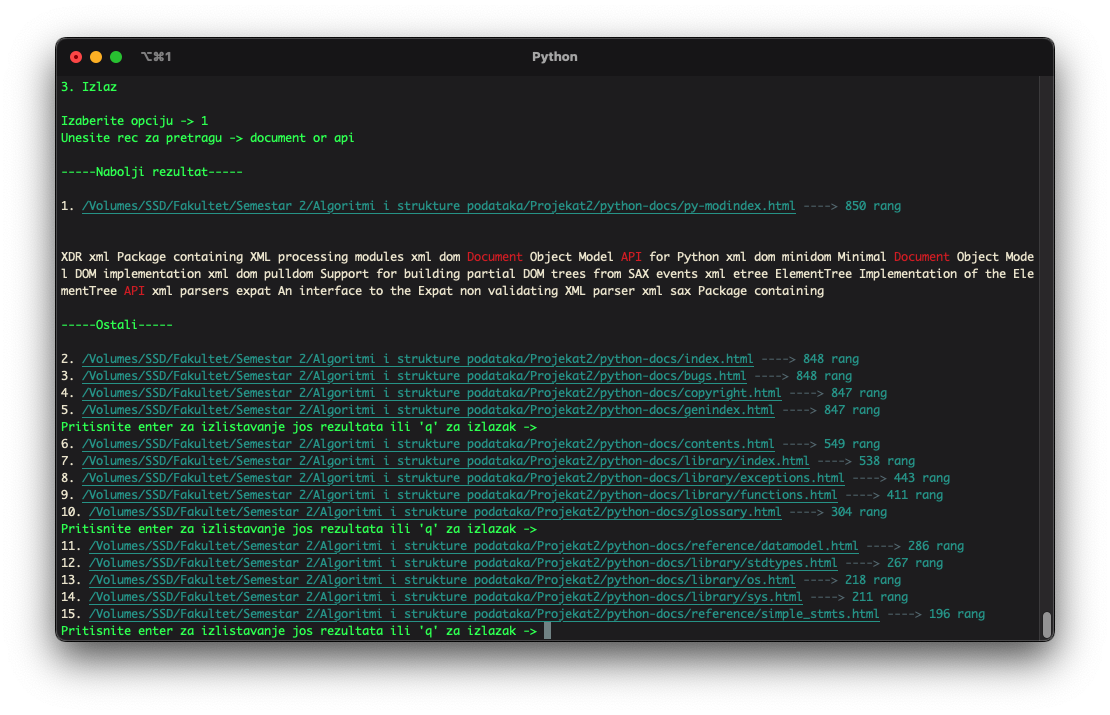 ⌥⌘1
Python
3. Izlaz
Izaberite opciju -> 1
Unesite rec za pretragu -> document or api
-----Nabolji rezultat-----
1. /Volumes/SSD/Fakultet/Semestar 2/Algoritmi i strukture podataka/Projekat2/python-docs/py-modindex.html ----> 850 rang
XDR xml Package containing XML processing modules xml dom Document Object Model API for Python xml dom minidom Minimal Document Object Mode
l DOM implementation xml dom pulldom Support for building partial DOM trees from SAX events xml etree ElementTree Implementation of the Ele
mentTree API xml parsers expat An interface to the Expat non validating XML parser xml sax Package containing
-----Ostali-----
2. /Volumes/SSD/Fakultet/Semestar 2/Algoritmi i strukture podataka/Projekat2/python-docs/index.html ----> 848 rang
3. /Volumes/SSD/Fakultet/Semestar 2/Algoritmi i strukture podataka/Projekat2/python-docs/bugs.html ----> 848 rang
4. /Volumes/SSD/Fakultet/Semestar 2/Algoritmi i strukture podataka/Projekat2/python-docs/copyright.html ----> 847 rang
5. /Volumes/SSD/Fakultet/Semestar 2/Algoritmi i strukture podataka/Projekat2/python-docs/genindex.html ----> 847 rang
Pritisnite enter za izlistavanje jos rezultata ili 'q' za izlazak ->
6. /Volumes/SSD/Fakultet/Semestar 2/Algoritmi i strukture podataka/Projekat2/python-docs/contents.html ----> 549 rang
7. /Volumes/SSD/Fakultet/Semestar 2/Algoritmi i strukture podataka/Projekat2/python-docs/library/index.html ----> 538 rang
8. /Volumes/SSD/Fakultet/Semestar 2/Algoritmi i strukture podataka/Projekat2/python-docs/library/exceptions.html ----> 443 rang
9. /Volumes/SSD/Fakultet/Semestar 2/Algoritmi i strukture podataka/Projekat2/python-docs/library/functions.html ----> 411 rang
10. /Volumes/SSD/Fakultet/Semestar 2/Algoritmi i strukture podataka/Projekat2/python-docs/glossary.html ----> 304 rang
Pritisnite enter za izlistavanje jos rezultata ili 'q' za izlazak ->
11. /Volumes/SSD/Fakultet/Semestar 2/Algoritmi i strukture podataka/Projekat2/python-docs/reference/datamodel.html ----> 286 rang
12. /Volumes/SSD/Fakultet/Semestar 2/Algoritmi i strukture podataka/Projekat2/python-docs/library/stdtypes.html ----> 267 rang
13. /Volumes/SSD/Fakultet/Semestar 2/Algoritmi i strukture podataka/Projekat2/python-docs/library/os.html ----> 218 rang
14. /Volumes/SSD/Fakultet/Semestar 2/Algoritmi i strukture podataka/Projekat2/python-docs/library/sys.html ----> 211 rang
15. /Volumes/SSD/Fakultet/Semestar 2/Algoritmi i strukture podataka/Projekat2/python-docs/reference/simple_stmts.html ----> 196 rang
Pritisnite enter za izlistavanje jos rezultata ili 'q' za izlazak ->